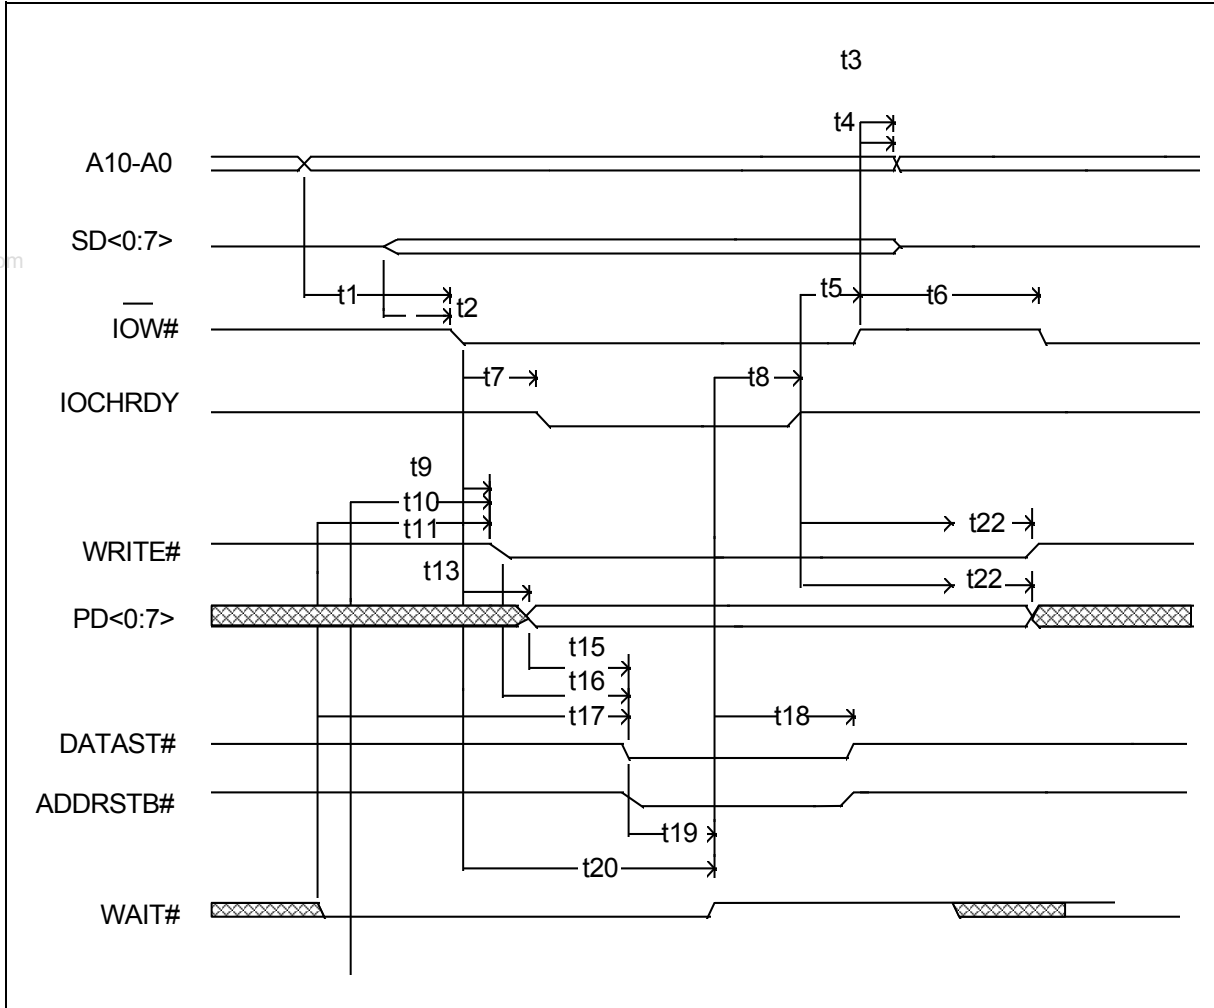 t3
t4
A10-A0
SD<0:7>
om
t1
t2
t5
t6
IOW#
t7
t8
IOCHRDY
t9
t10
t11
t22
WRITE#
t13
t22
PD<0:7>
t15
t16
t17
t18
DATAST#
ADDRSTB#
t19
t20
WAIT#